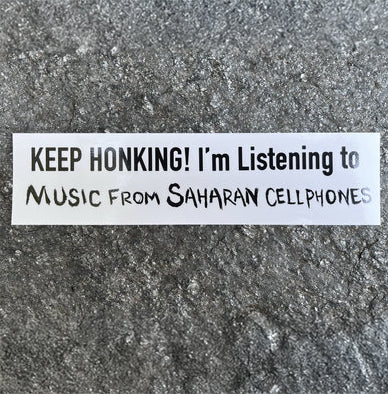 KEEP HONKING! I'm Listening to
MUSIC FROM SAHARAN CELLPHONES